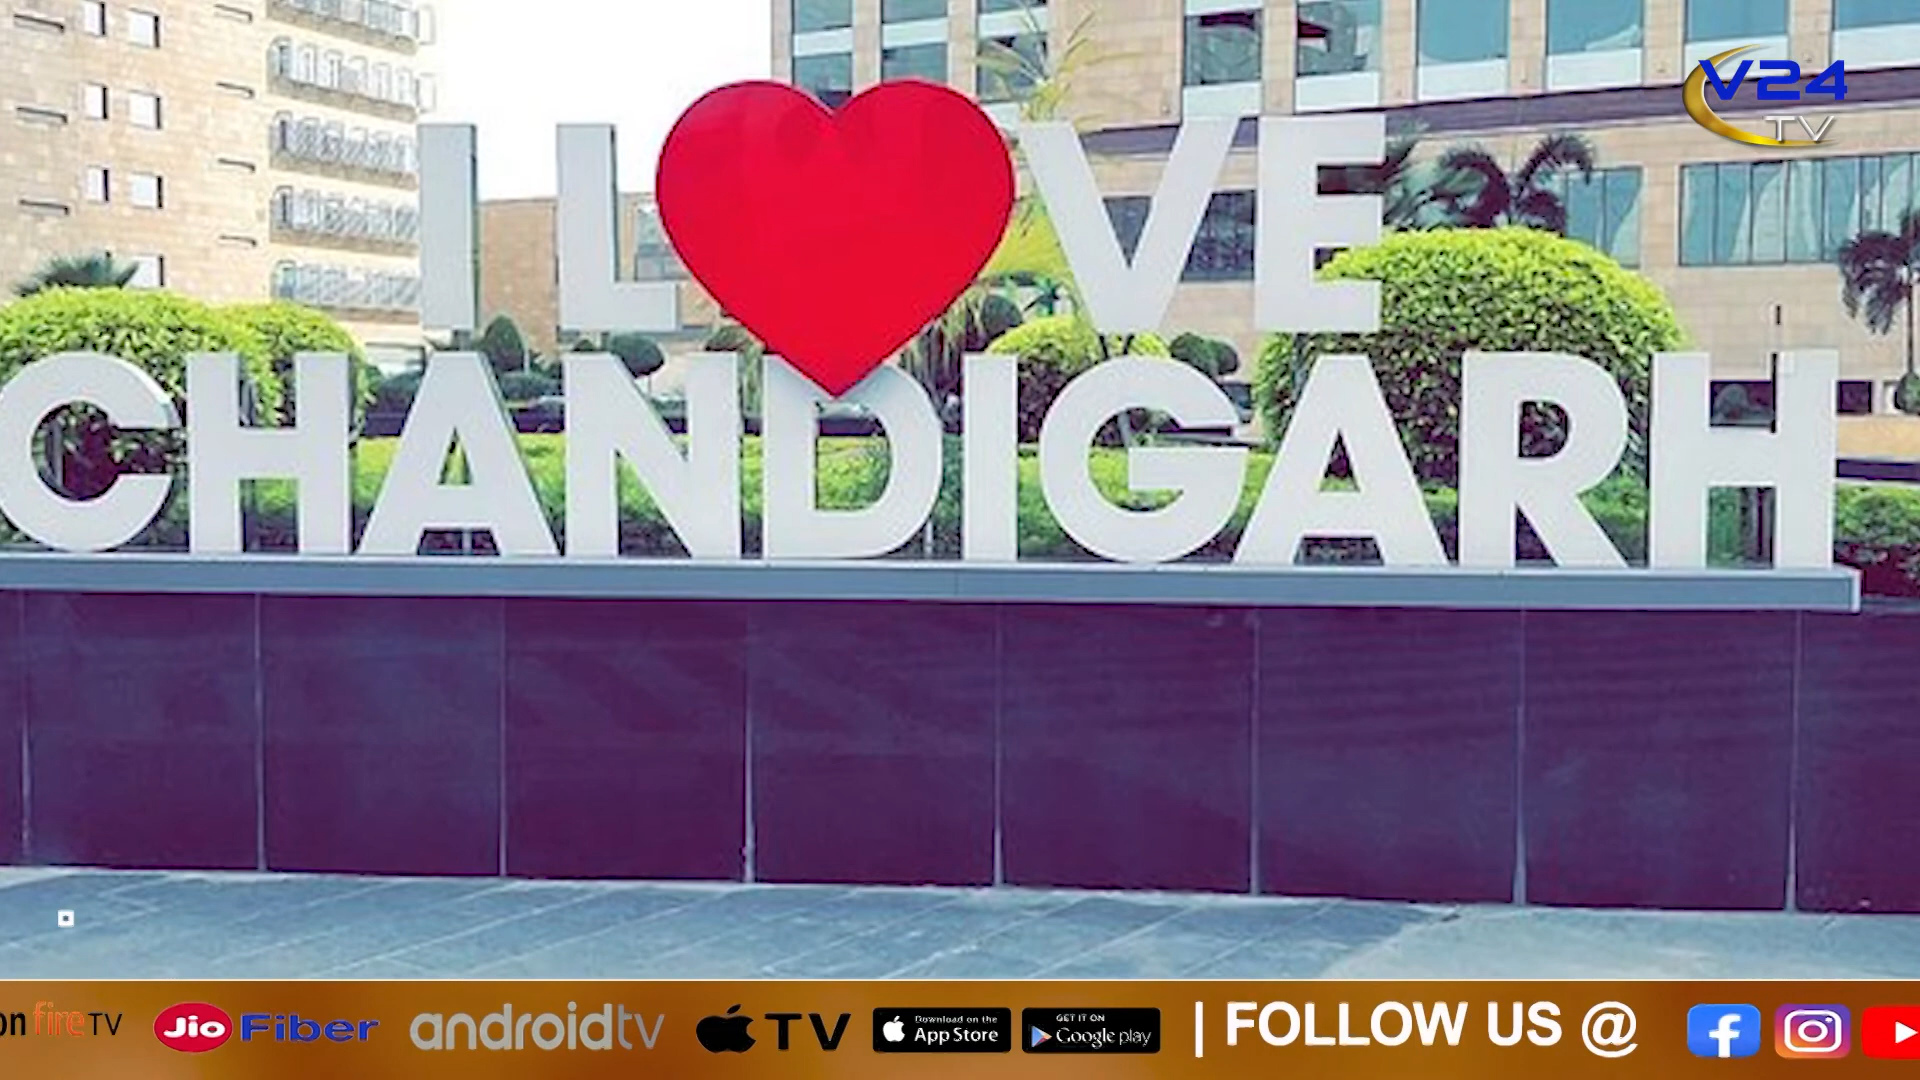 V24
TV
I L VE
CHANDIGARH
on fireTV Jio Fiber androidtv TV Download on the App Store GET IT ON Google play | FOLLOW US @